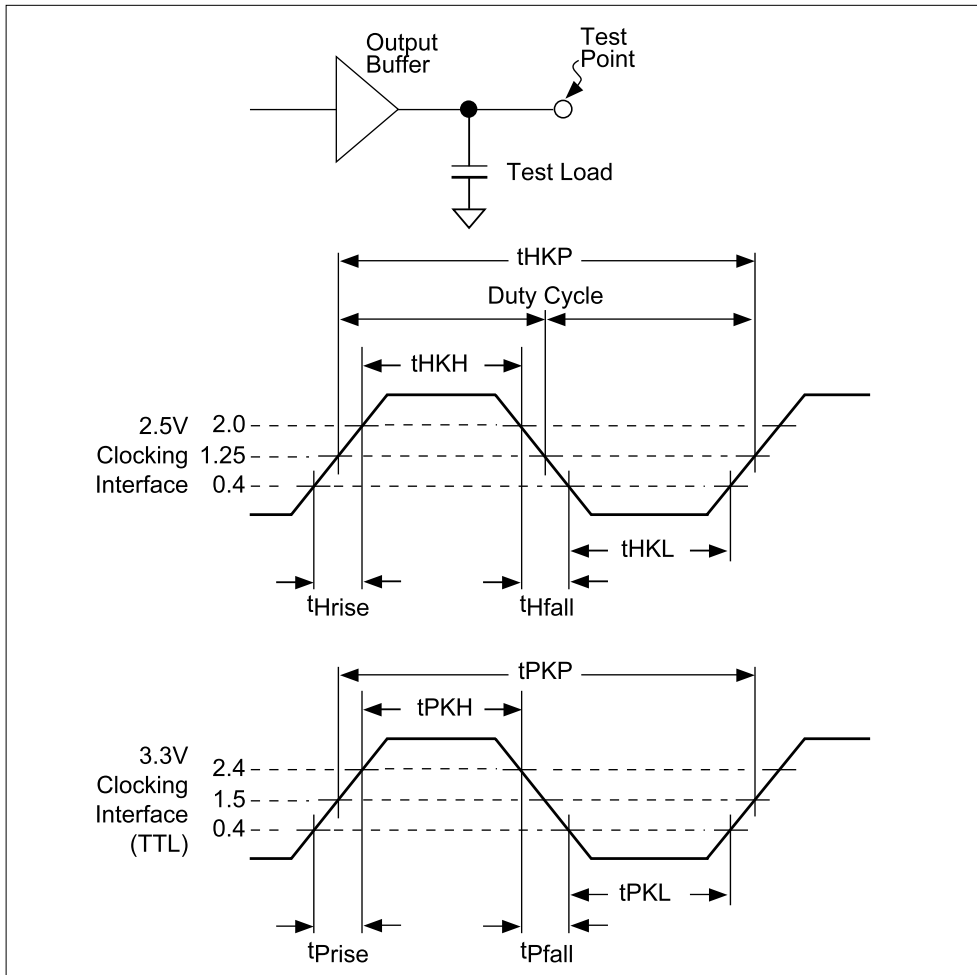 Output
Buffer
Test
Point
Test Load
tHKP
Duty Cycle
tHKH
2.5V
Clocking
Interface
2.0
1.25
0.4
tHKL
tHrise
tHfall
tPKP
tPKH
3.3V
Clocking
Interface
(TTL)
2.4
1.5
0.4
tPKL
tPrise
tPfall